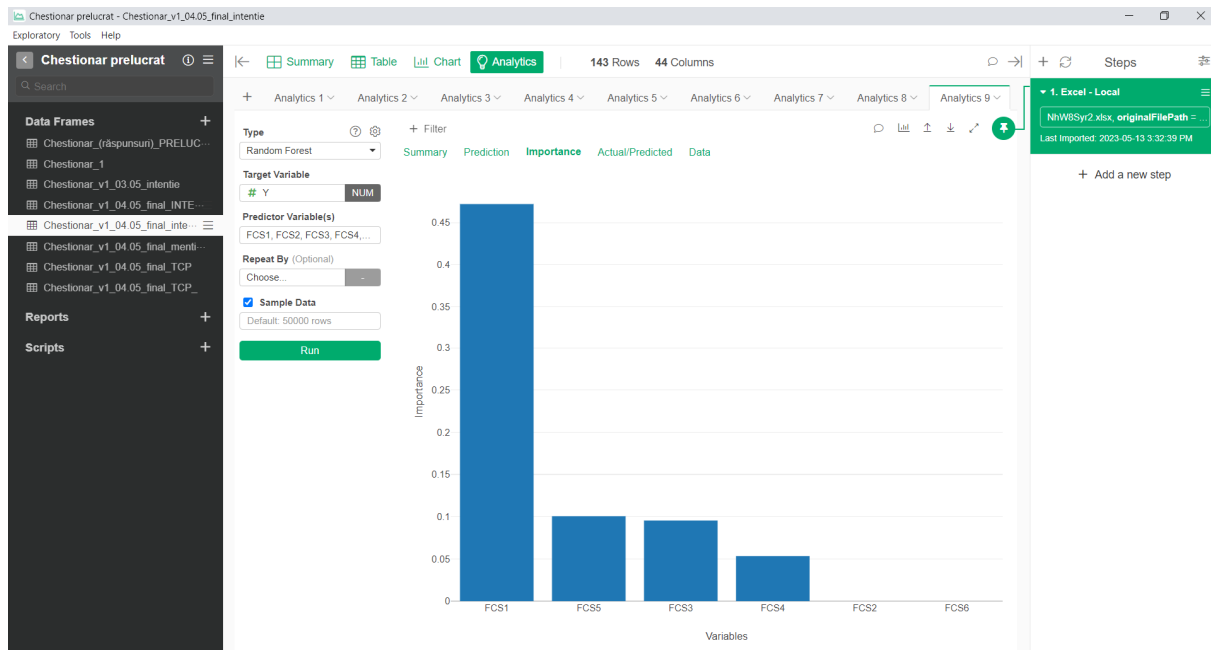 Chestionar prelucrat - Chestionar_v1_04.05_final_intentie
Exploratory Tools Help
Chestionar prelucrat
Search
Data Frames
Chestionar_(răspunsuri)_PRELUC···
Chestionar_1
Chestionar_v1_03.05_intentie
Chestionar_v1_04.05_final_INTE···
Chestionar_v1_04.05_final_inte···
Chestionar_v1_04.05_final_menti···
Chestionar_v1_04.05_final_TCP
Chestionar_v1_04.05_final_TCP_
Reports
Scripts
Summary Table Chart Analytics 143 Rows 44 Columns
Analytics 1 Analytics 2 Analytics 3 Analytics 4 Analytics 5 Analytics 6 Analytics 7 Analytics 8 Analytics 9
Type
Random Forest
Target Variable
# Y NUM
Predictor Variable(s)
FCS1, FCS2, FCS3, FCS4,...
Repeat By (Optional)
Choose... -
Sample Data
Default: 50000 rows
Run
+ Filter
Summary Prediction Importance Actual/Predicted Data
0.45
0.4
0.35
0.3
0.25
0.2
0.15
0.1
0.05
0
Importance
FCS1 FCS5 FCS3 FCS4 FCS2 FCS6
Variables
Steps
1. Excel - Local
NhW8Syr2.xlsx, originalFilePath = ...
Last Imported: 2023-05-13 3:32:39 PM
+ Add a new step